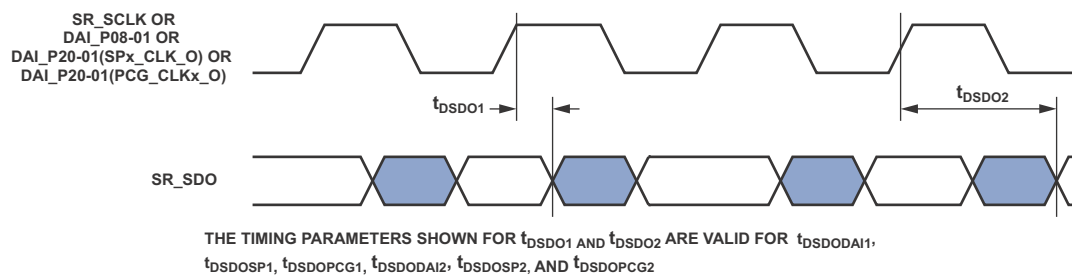 SR_SCLK OR
DAI_P08-01 OR
DAI_P20-01(SPx_CLK_O) OR
DAI_P20-01(PCG_CLKx_O)
tDSDO1
tDSDO2
SR_SDO
THE TIMING PARAMETERS SHOWN FOR tDSDO1 AND tDSDO2 ARE VALID FOR tDSDODAI1,
tDSDOSP1, tDSDOPCG1, tDSDODAI2, tDSDOSP2, AND tDSDOPCG2